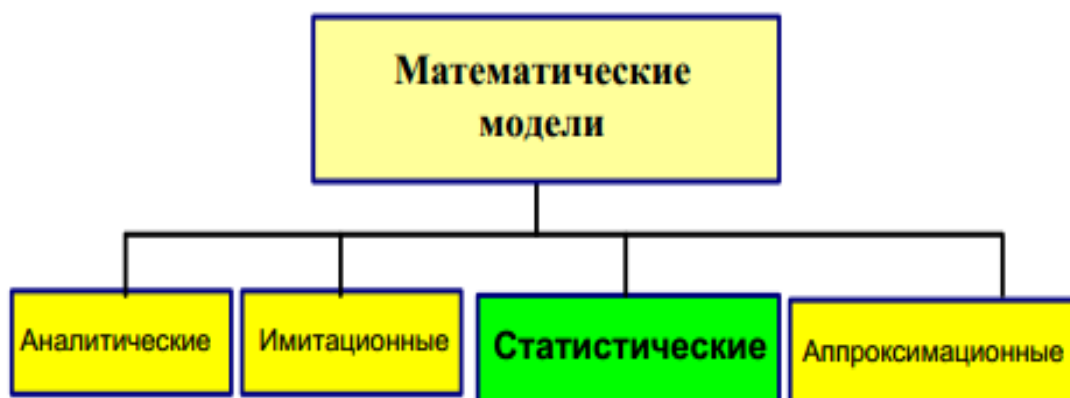 Математические
модели
Аналитические
Имитационные
Статистические
Аппроксимационные